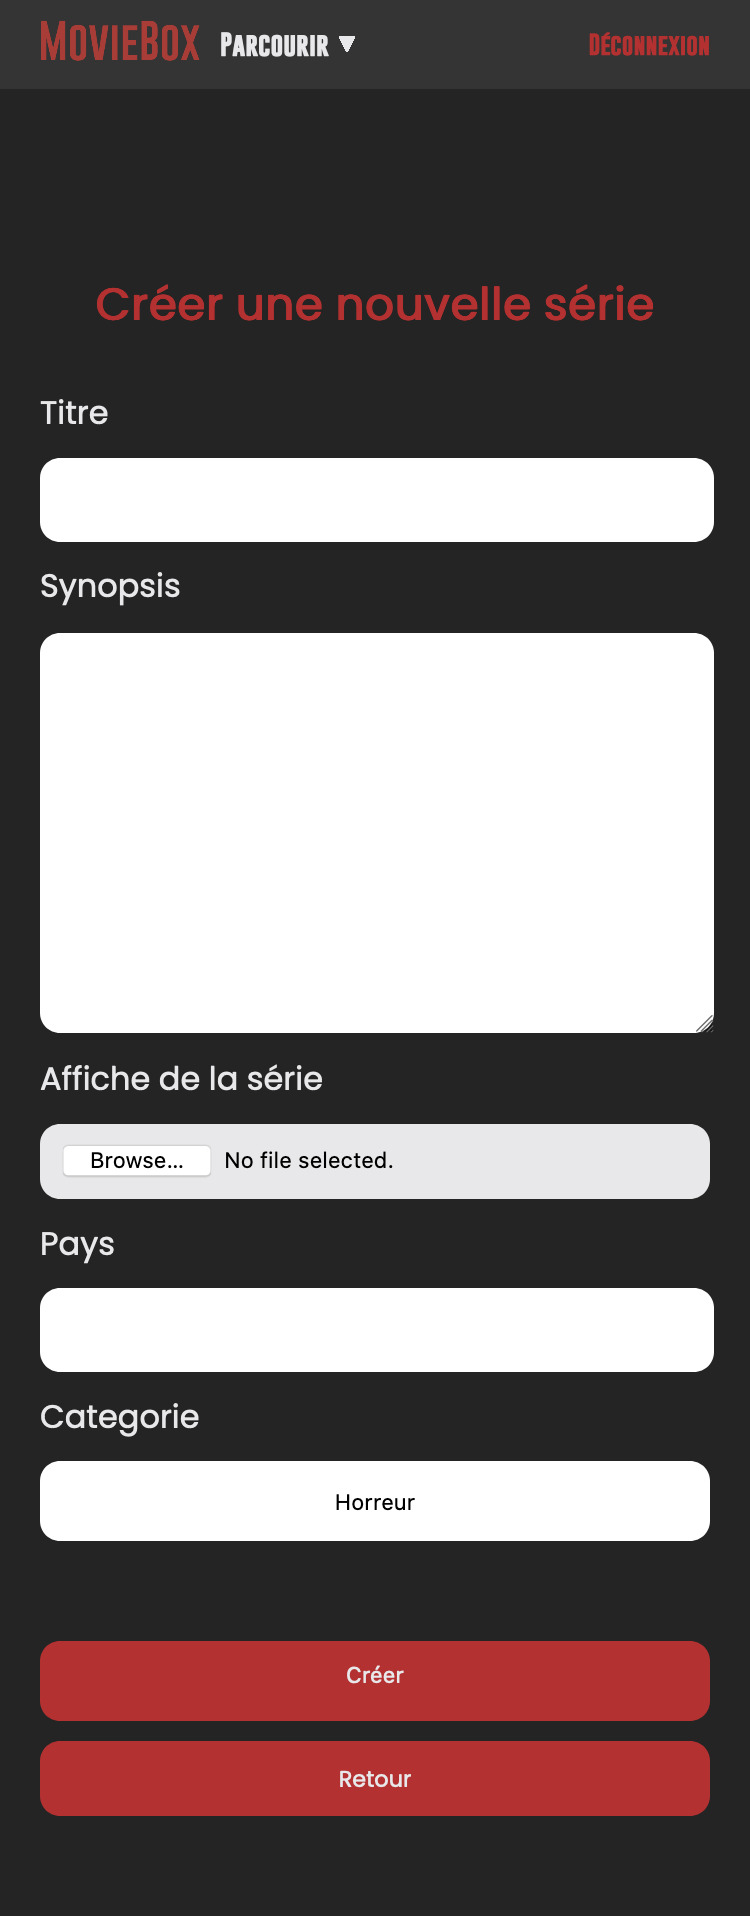 MovieBox Parcourir ▼ Déconnexion
Créer une nouvelle série
Titre
Synopsis
Affiche de la série
Browse... No file selected.
Pays
Categorie
Horreur
Créer
Retour